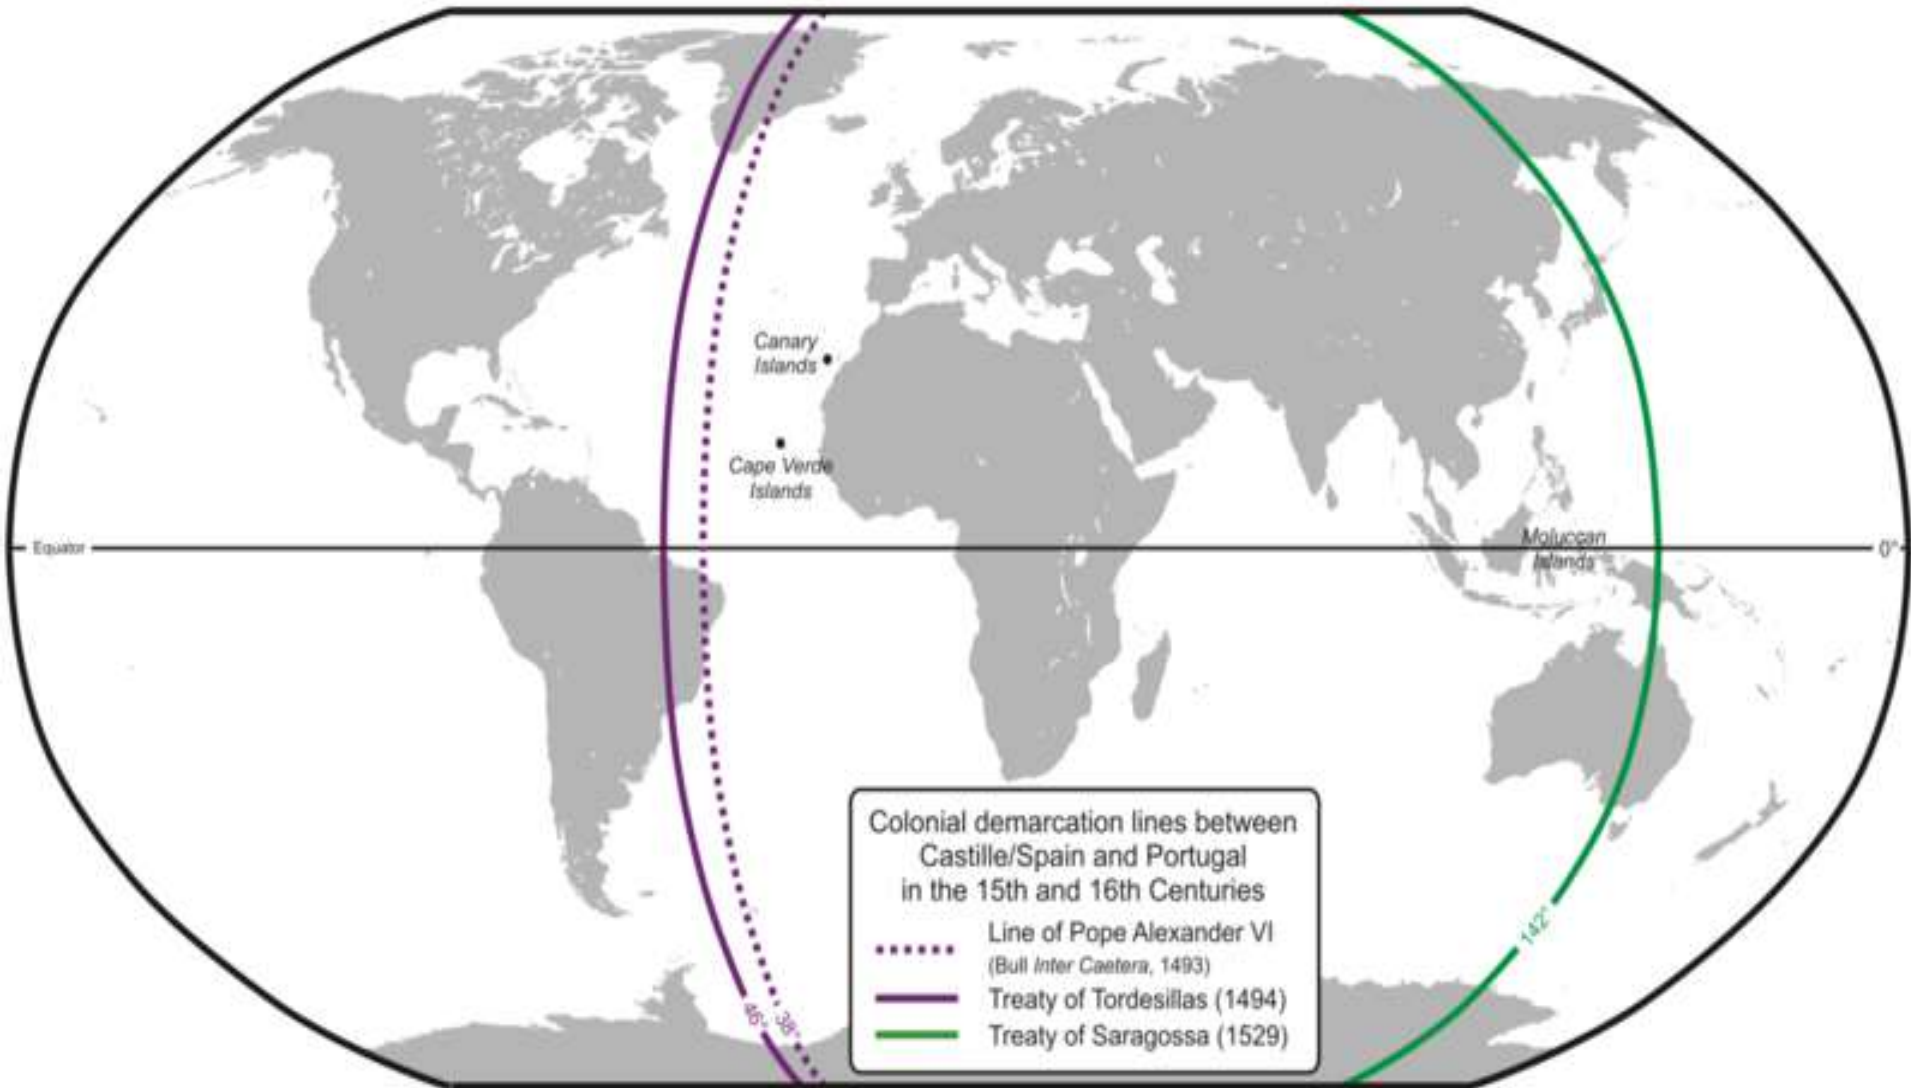 Canary
Islands
Cape Verde
Islands
Equator
Moluccan
Islands
0°
Colonial demarcation lines between
Castille/Spain and Portugal
in the 15th and 16th Centuries
Line of Pope Alexander VI
(Bull Inter Caetera, 1493)
Treaty of Tordesillas (1494)
Treaty of Saragossa (1529)
46°
38°
142°